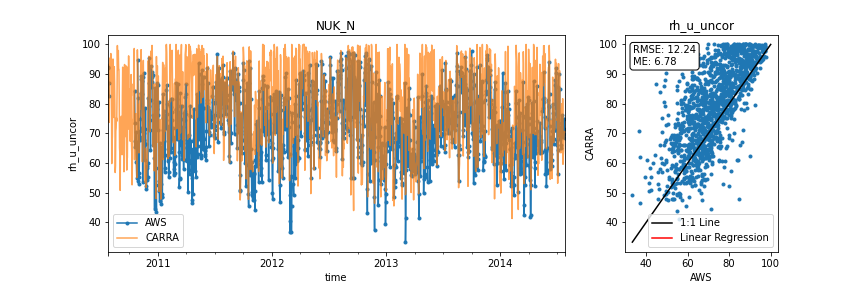 NUK_N
rh_u_uncor
100
90
80
70
60
50
40
rh_u_uncor
AWS
CARRA
2011
2012
2013
2014
time
rh_u_uncor
100
90
80
70
60
50
40
CARRA
RMSE: 12.24
ME: 6.78
1:1 Line
Linear Regression
40
60
80
100
AWS